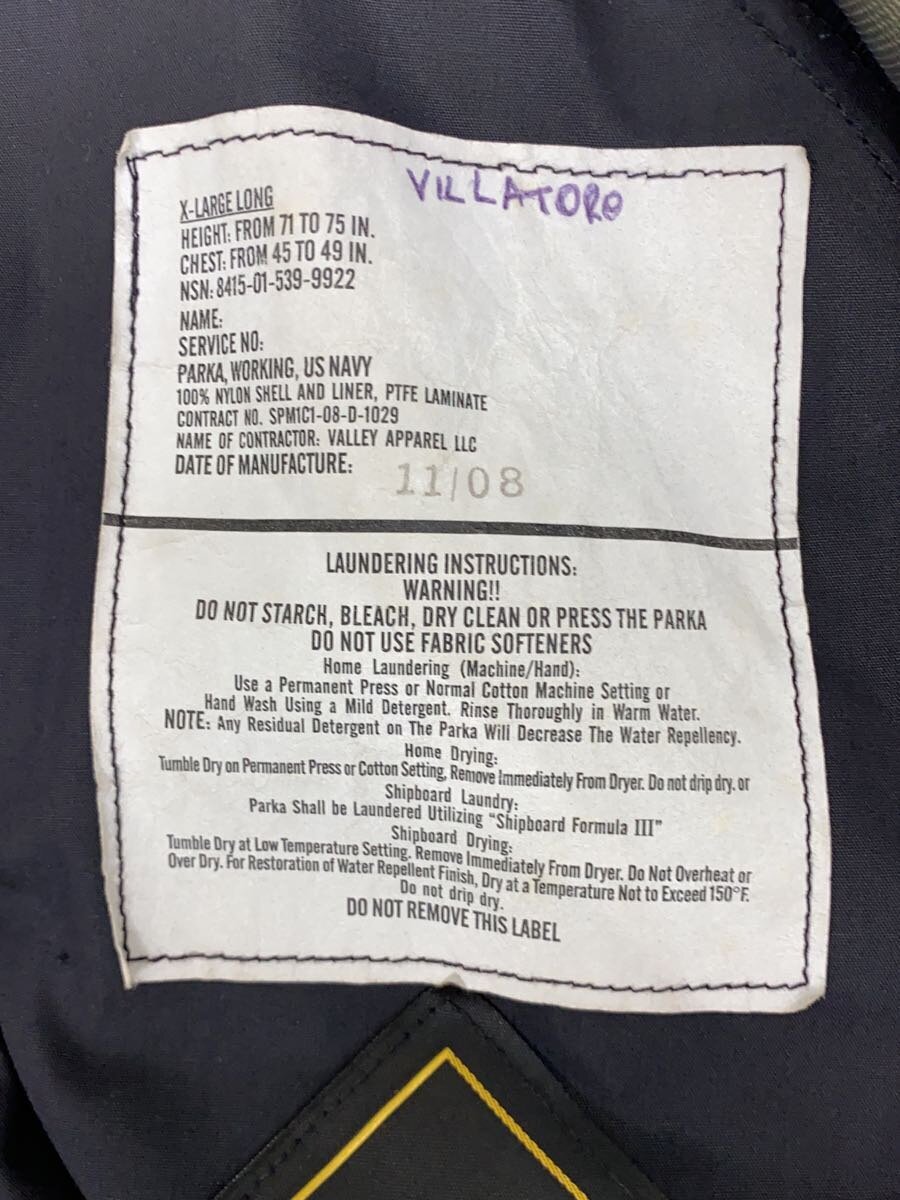 VILLATORO
X-LARGE LONG
HEIGHT: FROM 71 TO 75 IN.
CHEST: FROM 45 TO 49 IN.
NSN: 8415-01-539-9922
NAME:
SERVICE NO:
PARKA, WORKING, US NAVY
100% NYLON SHELL AND LINER, PTFE LAMINATE
CONTRACT NO. SPM1C1-08-D-1029
NAME OF CONTRACTOR: VALLEY APPAREL LLC
DATE OF MANUFACTURE: 11/08
LAUNDERING INSTRUCTIONS:
WARNING!!
DO NOT STARCH, BLEACH, DRY CLEAN OR PRESS THE PARKA
DO NOT USE FABRIC SOFTENERS
Home Laundering (Machine/Hand):
Use a Permanent Press or Normal Cotton Machine Setting or
Hand Wash Using a Mild Detergent. Rinse Thoroughly in Warm Water.
NOTE: Any Residual Detergent on The Parka Will Decrease The Water Repellency.
Home Drying:
Tumble Dry on Permanent Press or Cotton Setting, Remove Immediately From Dryer. Do not drip dry. or
Shipboard Laundry:
Parka Shall be Laundered Utilizing "Shipboard Formula III"
Shipboard Drying:
Tumble Dry at Low Temperature Setting. Remove Immediately From Dryer. Do Not Overheat or
Over Dry. For Restoration of Water Repellent Finish, Dry at a Temperature Not to Exceed 150°F.
Do not drip dry.
DO NOT REMOVE THIS LABEL